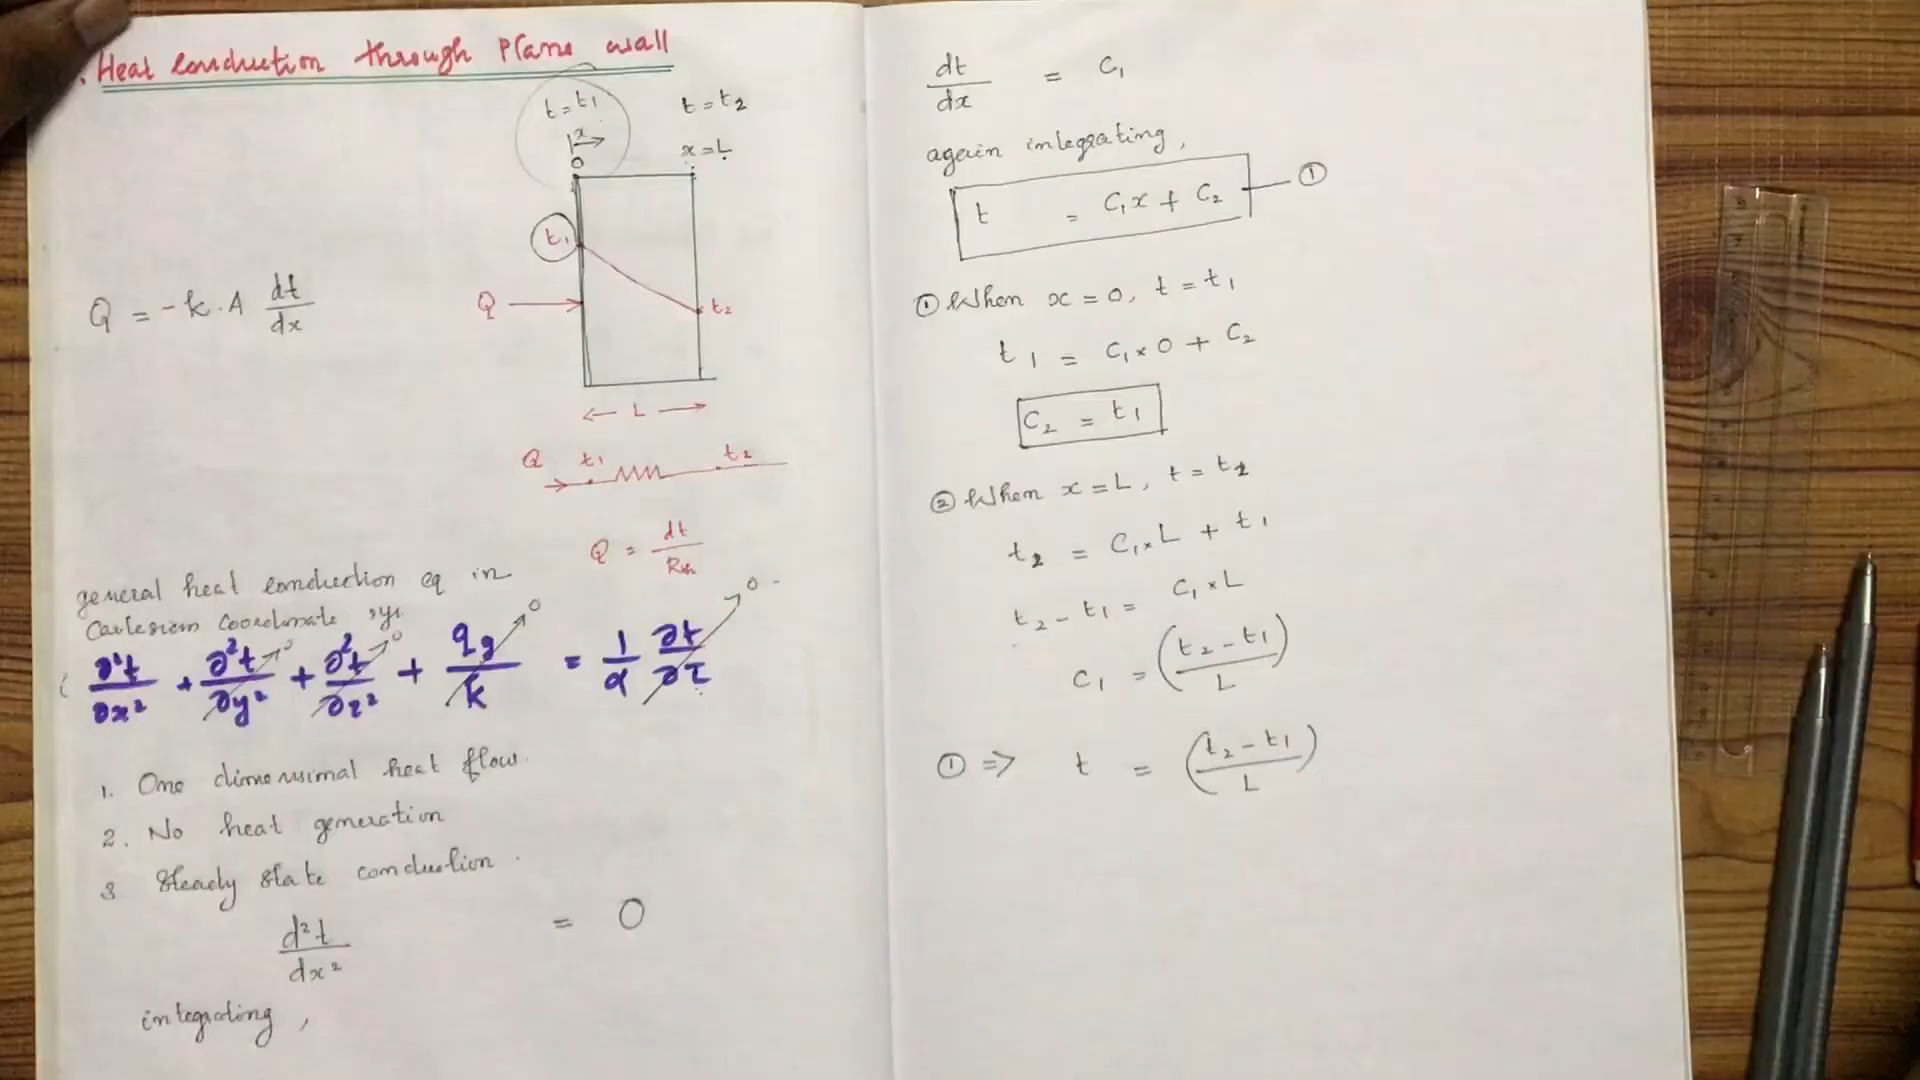 Heat conduction through Plane wall
t = t₁ t = t₂
x x = L
0
t₁
Q = -k.A dt/dx
Q t₂
L
Q t₁ t₂
Q = dt/Rth
general heat conduction eq in
Cartesian Coordinate sys
∂²t/∂x² + ∂²t/∂y² + ∂²t/∂z² + qg/k = 1/α ∂t/∂τ
0 0 0 0
1. One dimensional heat flow.
2. No heat generation
3 Steady state conduction.
d²t/dx² = 0
integrating,
dt/dx = C₁
again integrating,
t = C₁x + C₂ ①
① When x = 0, t = t₁
t₁ = C₁ × 0 + C₂
C₂ = t₁
② When x = L, t = t₂
t₂ = C₁ × L + t₁
t₂ - t₁ = C₁ × L
C₁ = (t₂ - t₁/L)
① ⇒ t = (t₂ - t₁/L)